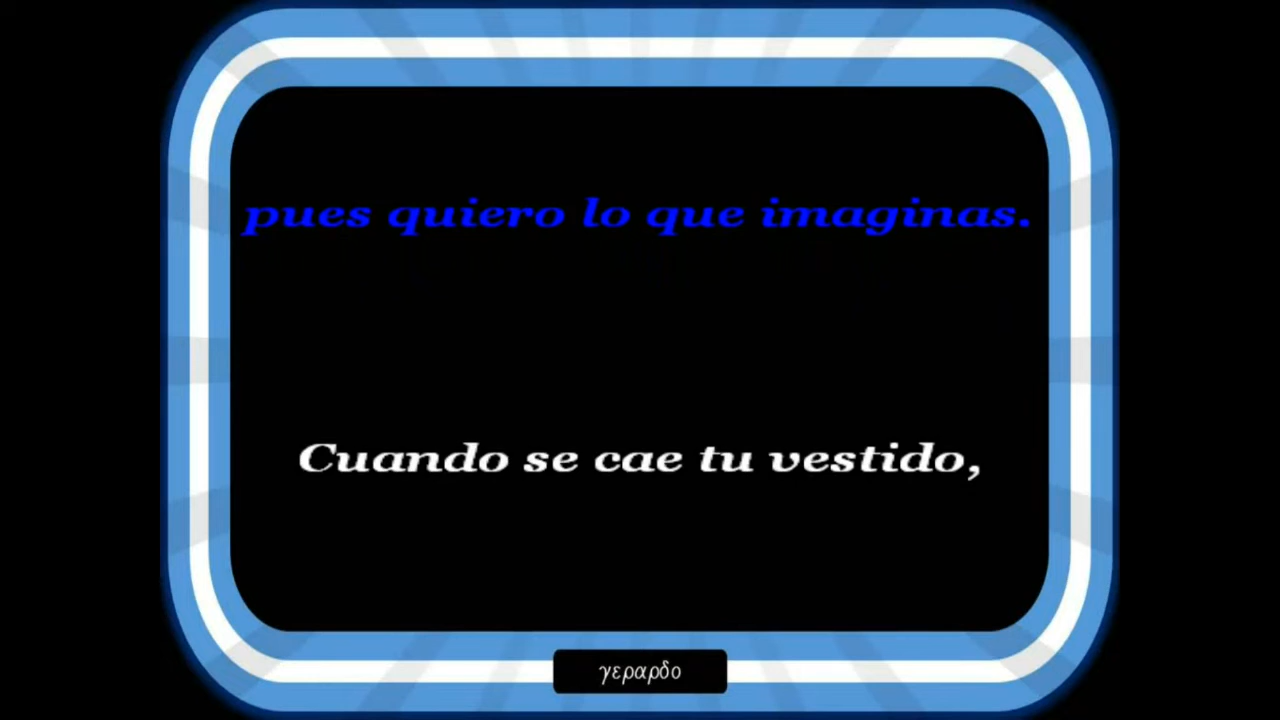 pues quiero lo que imaginas.
Cuando se cae tu vestido,
γεραρδο